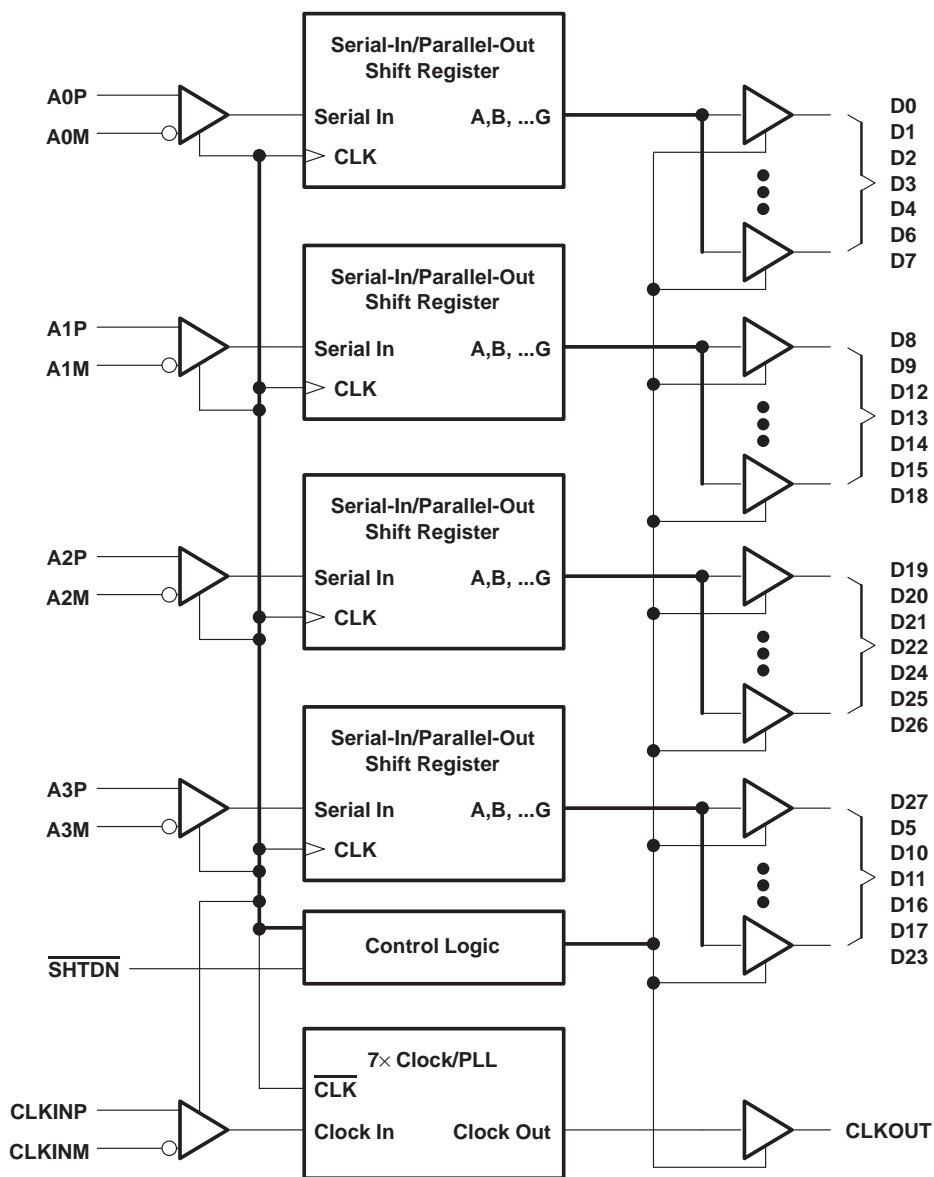 Serial-In/Parallel-Out
Shift Register
A0P
A0M
Serial In
A,B, ...G
CLK
D0
D1
D2
D3
D4
D6
D7
Serial-In/Parallel-Out
Shift Register
A1P
A1M
Serial In
A,B, ...G
CLK
D8
D9
D12
D13
D14
D15
D18
Serial-In/Parallel-Out
Shift Register
A2P
A2M
Serial In
A,B, ...G
CLK
D19
D20
D21
D22
D24
D25
D26
Serial-In/Parallel-Out
Shift Register
A3P
A3M
Serial In
A,B, ...G
CLK
D27
D5
D10
D11
D16
D17
D23
Control Logic
SHTDN
7× Clock/PLL
CLK
CLKINP
CLKINM
Clock In
Clock Out
CLKOUT